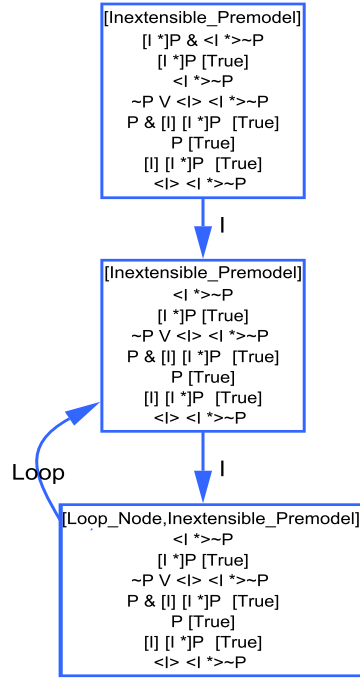 [Inextensible_Premodel]
[I *]P & <I *>~P
[I *]P [True]
<I *>~P
~P V <I> <I *>~P
P & [I] [I *]P  [True]
P [True]
[I] [I *]P  [True]
<I> <I *>~P
I
[Inextensible_Premodel]
<I *>~P
[I *]P [True]
~P V <I> <I *>~P
P & [I] [I *]P  [True]
P [True]
[I] [I *]P  [True]
<I> <I *>~P
Loop
I
[Loop_Node,Inextensible_Premodel]
<I *>~P
[I *]P [True]
~P V <I> <I *>~P
P & [I] [I *]P  [True]
P [True]
[I] [I *]P  [True]
<I> <I *>~P